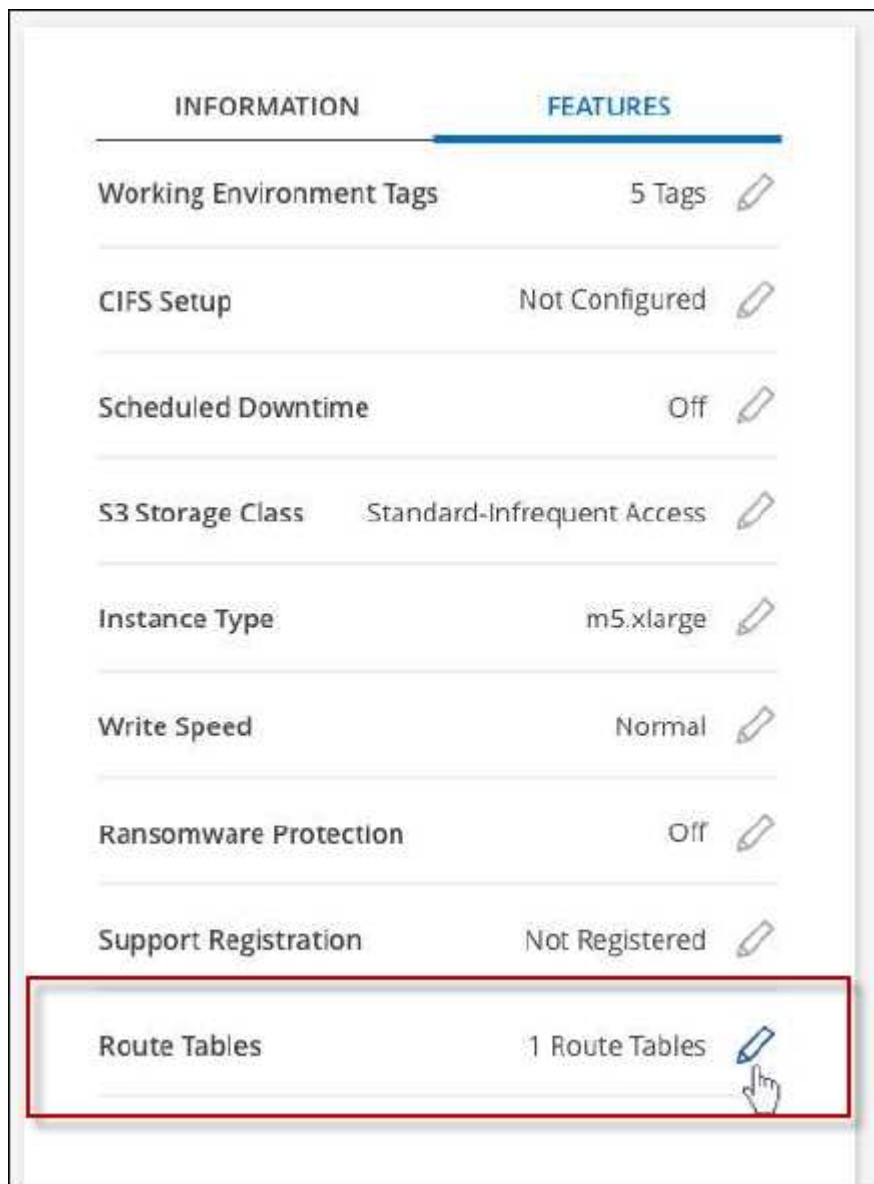 INFORMATION FEATURES
Working Environment Tags 5 Tags
CIFS Setup Not Configured
Scheduled Downtime Off
S3 Storage Class Standard-Infrequent Access
Instance Type m5.xlarge
Write Speed Normal
Ransomware Protection Off
Support Registration Not Registered
Route Tables 1 Route Tables